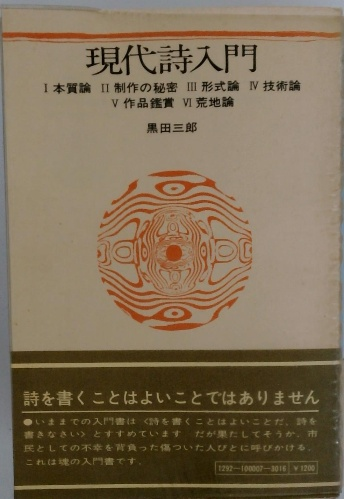 現代詩入門
I 本質論 II 制作の秘密 III 形式論 IV 技術論
V 作品鑑賞 VI 荒地論
黒田三郎
詩を書くことはよいことではありません
●いままでの入門書は〈詩を書くことはよいことだ、詩を
書きなさい〉とすすめています だが果たしてそうか。市
民としての不幸を背負った傷ついた人びとに呼びかける、
これは魂の入門書です。
1292-100007-3016 ¥1200